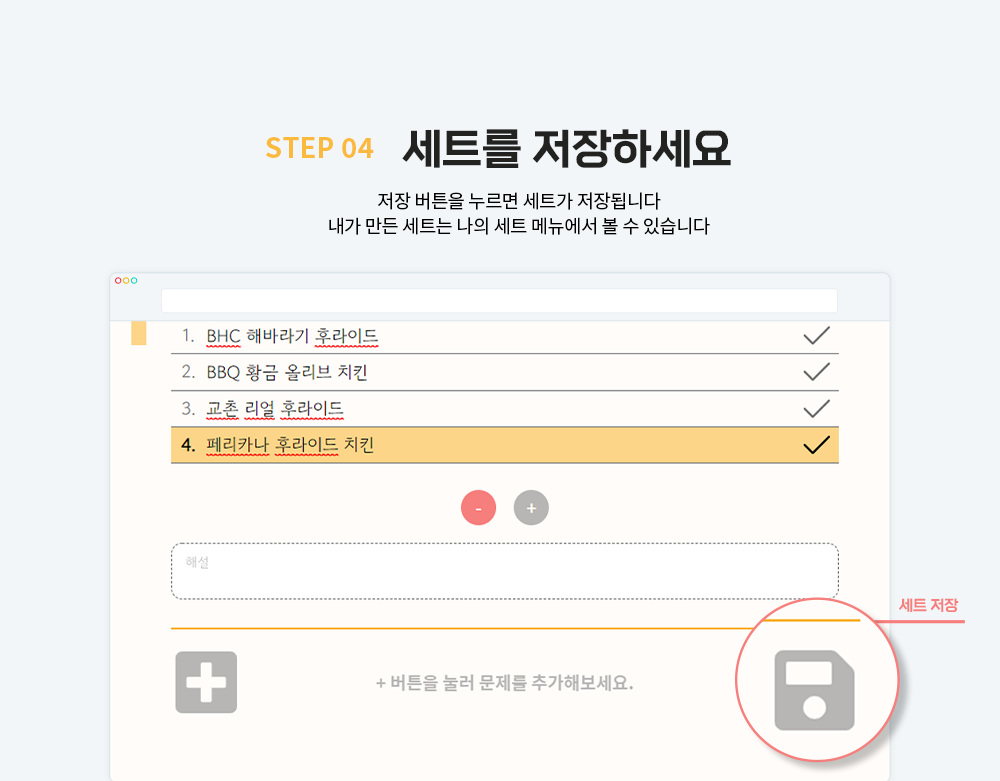 STEP 04 세트를 저장하세요
저장 버튼을 누르면 세트가 저장됩니다
내가 만든 세트는 나의 세트 메뉴에서 볼 수 있습니다
1. BHC 해바라기 후라이드
2. BBQ 황금 올리브 치킨
3. 교촌 리얼 후라이드
4. 페리카나 후라이드 치킨
- +
해설
세트 저장
+ 버튼을 눌러 문제를 추가해보세요.